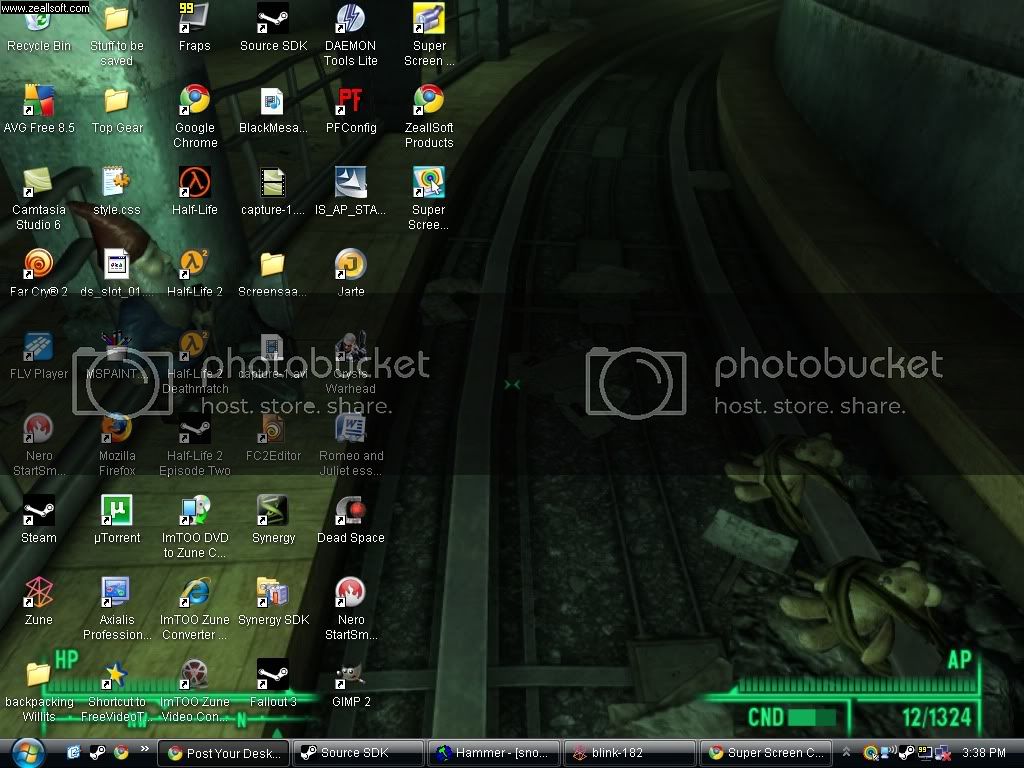 www.zeallsoft.com
Recycle Bin
Stuff to be
saved
99
Fraps
Source SDK
DAEMON
Tools Lite
Super
Screen ...
AVG Free 8.5
Top Gear
Google
Chrome
BlackMesa...
PF
PFConfig
ZeallSoft
Products
Camtasia
Studio 6
style.css
Half-Life
capture-1....
IS_AP_STA...
Super
Scree...
Far Cry® 2
ds_slot_01....
Half-Life 2
Screensaa...
Jarte
FLV Player
MSPAINT...
Half-Life 2
Deathmatch
capture-1.avi
Crysis
Warhead
photobucket
host. store. share.
photobucket
host. store. share.
Nero
StartSm...
Mozilla
Firefox
Half-Life 2
Episode Two
FC2Editor
Romeo and
Juliet ess...
Steam
µTorrent
ImTOO DVD
to Zune C...
Synergy
Dead Space
Zune
Axialis
Profession...
ImTOO Zune
Converter ...
Synergy SDK
Nero
StartSm...
HP
AP
backpacking
Willits
Shortcut to
FreeVideoT...
ImTOO Zune
Video Con...
Fallout 3
GIMP 2
N
CND
12/1324
Post Your Desk...
Source SDK
Hammer - [sno...
blink-182
Super Screen C...
99
3:38 PM